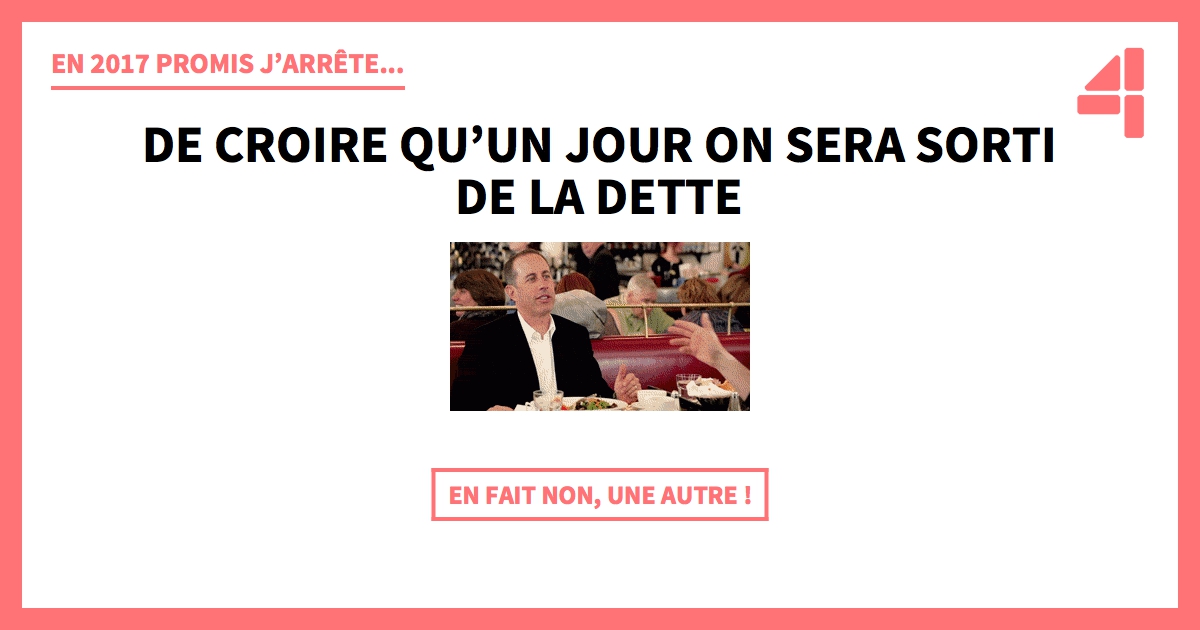 EN 2017 PROMIS J’ARRÊTE...
4
DE CROIRE QU’UN JOUR ON SERA SORTI
DE LA DETTE
EN FAIT NON, UNE AUTRE !